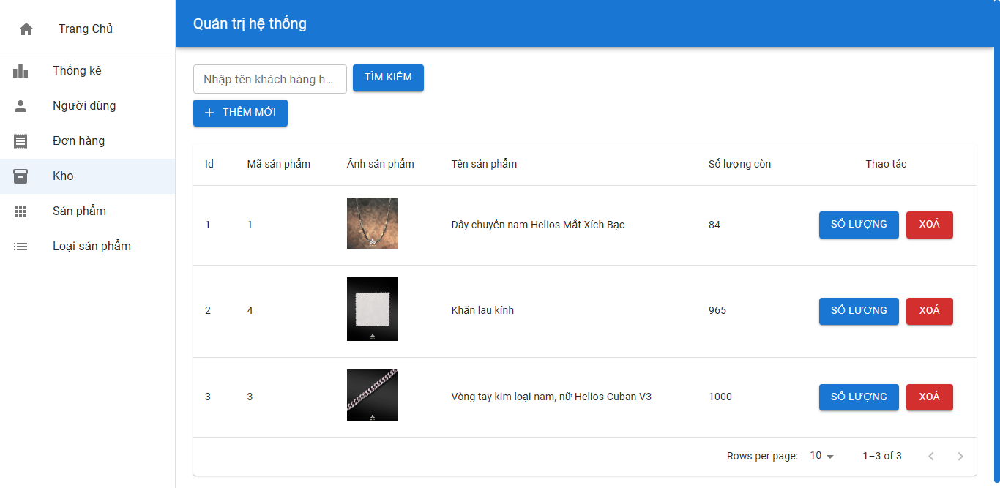 Trang Chủ
Quản trị hệ thống
Thống kê
Người dùng
Đơn hàng
Kho
Sản phẩm
Loại sản phẩm
Nhập tên khách hàng h...
TÌM KIẾM
THÊM MỚI
Id Mã sản phẩm Ảnh sản phẩm Tên sản phẩm Số lượng còn Thao tác
1 1 Dây chuyền nam Helios Mắt Xích Bạc 84 SỐ LƯỢNG XOÁ
2 4 Khăn lau kính 965 SỐ LƯỢNG XOÁ
3 3 Vòng tay kim loại nam, nữ Helios Cuban V3 1000 SỐ LƯỢNG XOÁ
Rows per page: 10 1–3 of 3